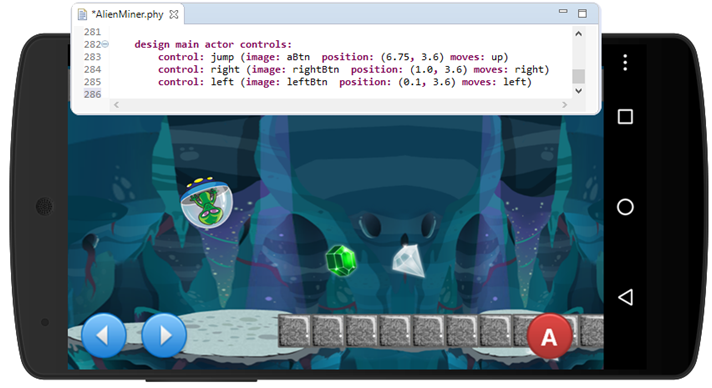 *AlienMiner.phy
281
282 design main actor controls:
283 control: jump (image: aBtn position: (6.75, 3.6) moves: up)
284 control: right (image: rightBtn position: (1.0, 3.6) moves: right)
285 control: left (image: leftBtn position: (0.1, 3.6) moves: left)
286
A